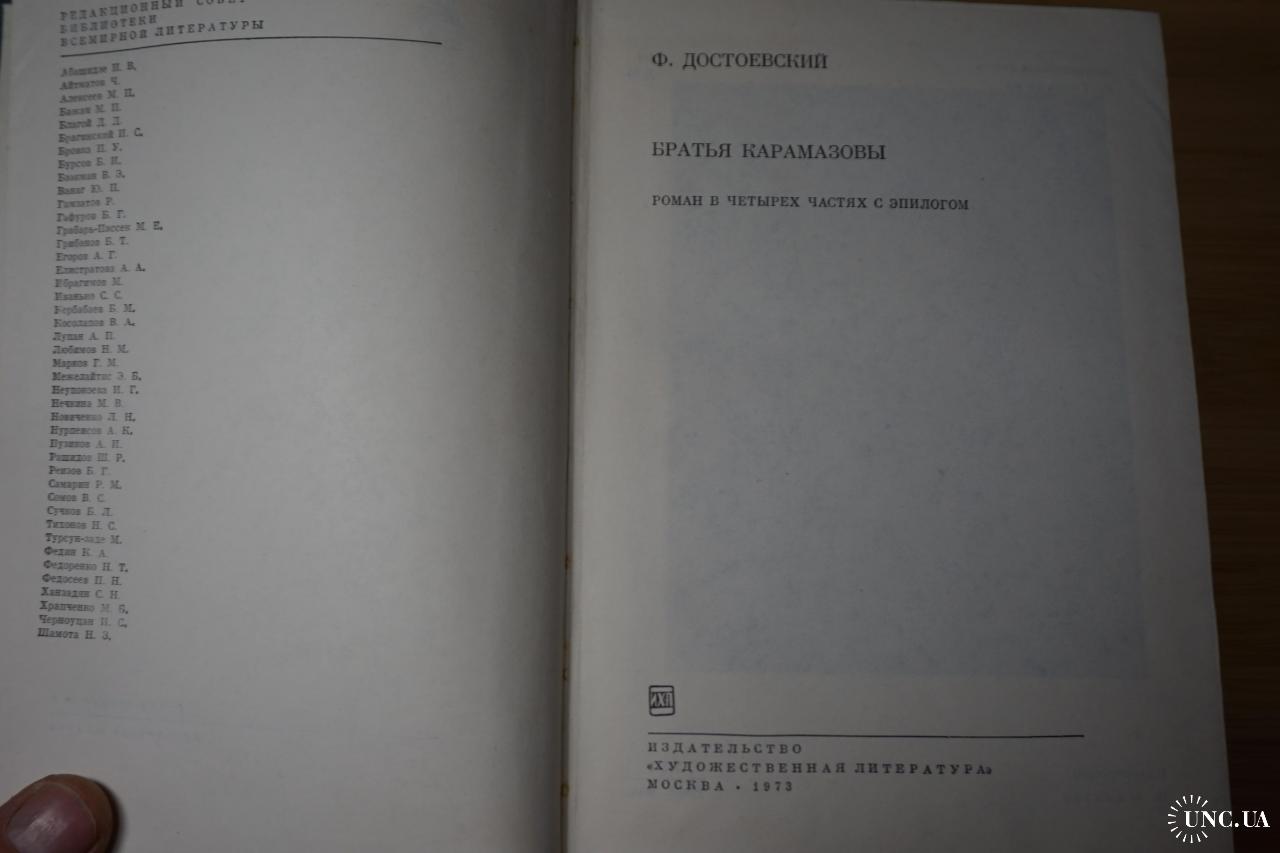 РЕДАКЦИОННЫЙ СОВЕТ
БИБЛИОТЕКИ
ВСЕМИРНОЙ ЛИТЕРАТУРЫ
Абашидзе И. В.
Айтматов Ч.
Алексеев М. П.
Бажан М. П.
Благой Д. Д.
Брагинский И. С.
Бровка П. У.
Бурсов Б. И.
Ваксмахер
Ванаг Ю. П.
Гамзатов Р.
Гафуров Б. Г.
Грабарь-Пассек М. Е.
Грибанов Б. Т.
Егоров А. Г.
Елистратова А. А.
Ибрагимов М.
Иванько С. С.
Кербабаев Б. М.
Косолапов В. А.
Лупан А. П.
Любимов Н. М.
Марков Г. М.
Межелайтис Э. Б.
Неупокоева И. Г.
Нечкина М. В.
Новиченко Л. Н.
Нурпеисов А. К.
Пузиков А. И.
Рашидов Ш. Р.
Реизов Б. Г.
Самарин Р. М.
Сомов В. С.
Сучков Б. Л.
Тихонов Н. С.
Турсун-заде М.
Федин К. А.
Федоренко Н. Т.
Федосеев П. Н.
Ханзадян С. Н.
Храпченко М. Б.
Черноуцан И. С.
Шамота Н. З.
Ф. ДОСТОЕВСКИЙ
БРАТЬЯ КАРАМАЗОВЫ
РОМАН В ЧЕТЫРЕХ ЧАСТЯХ С ЭПИЛОГОМ
ИХЛ
ИЗДАТЕЛЬСТВО
«ХУДОЖЕСТВЕННАЯ ЛИТЕРАТУРА»
МОСКВА • 1973
UNC.UA